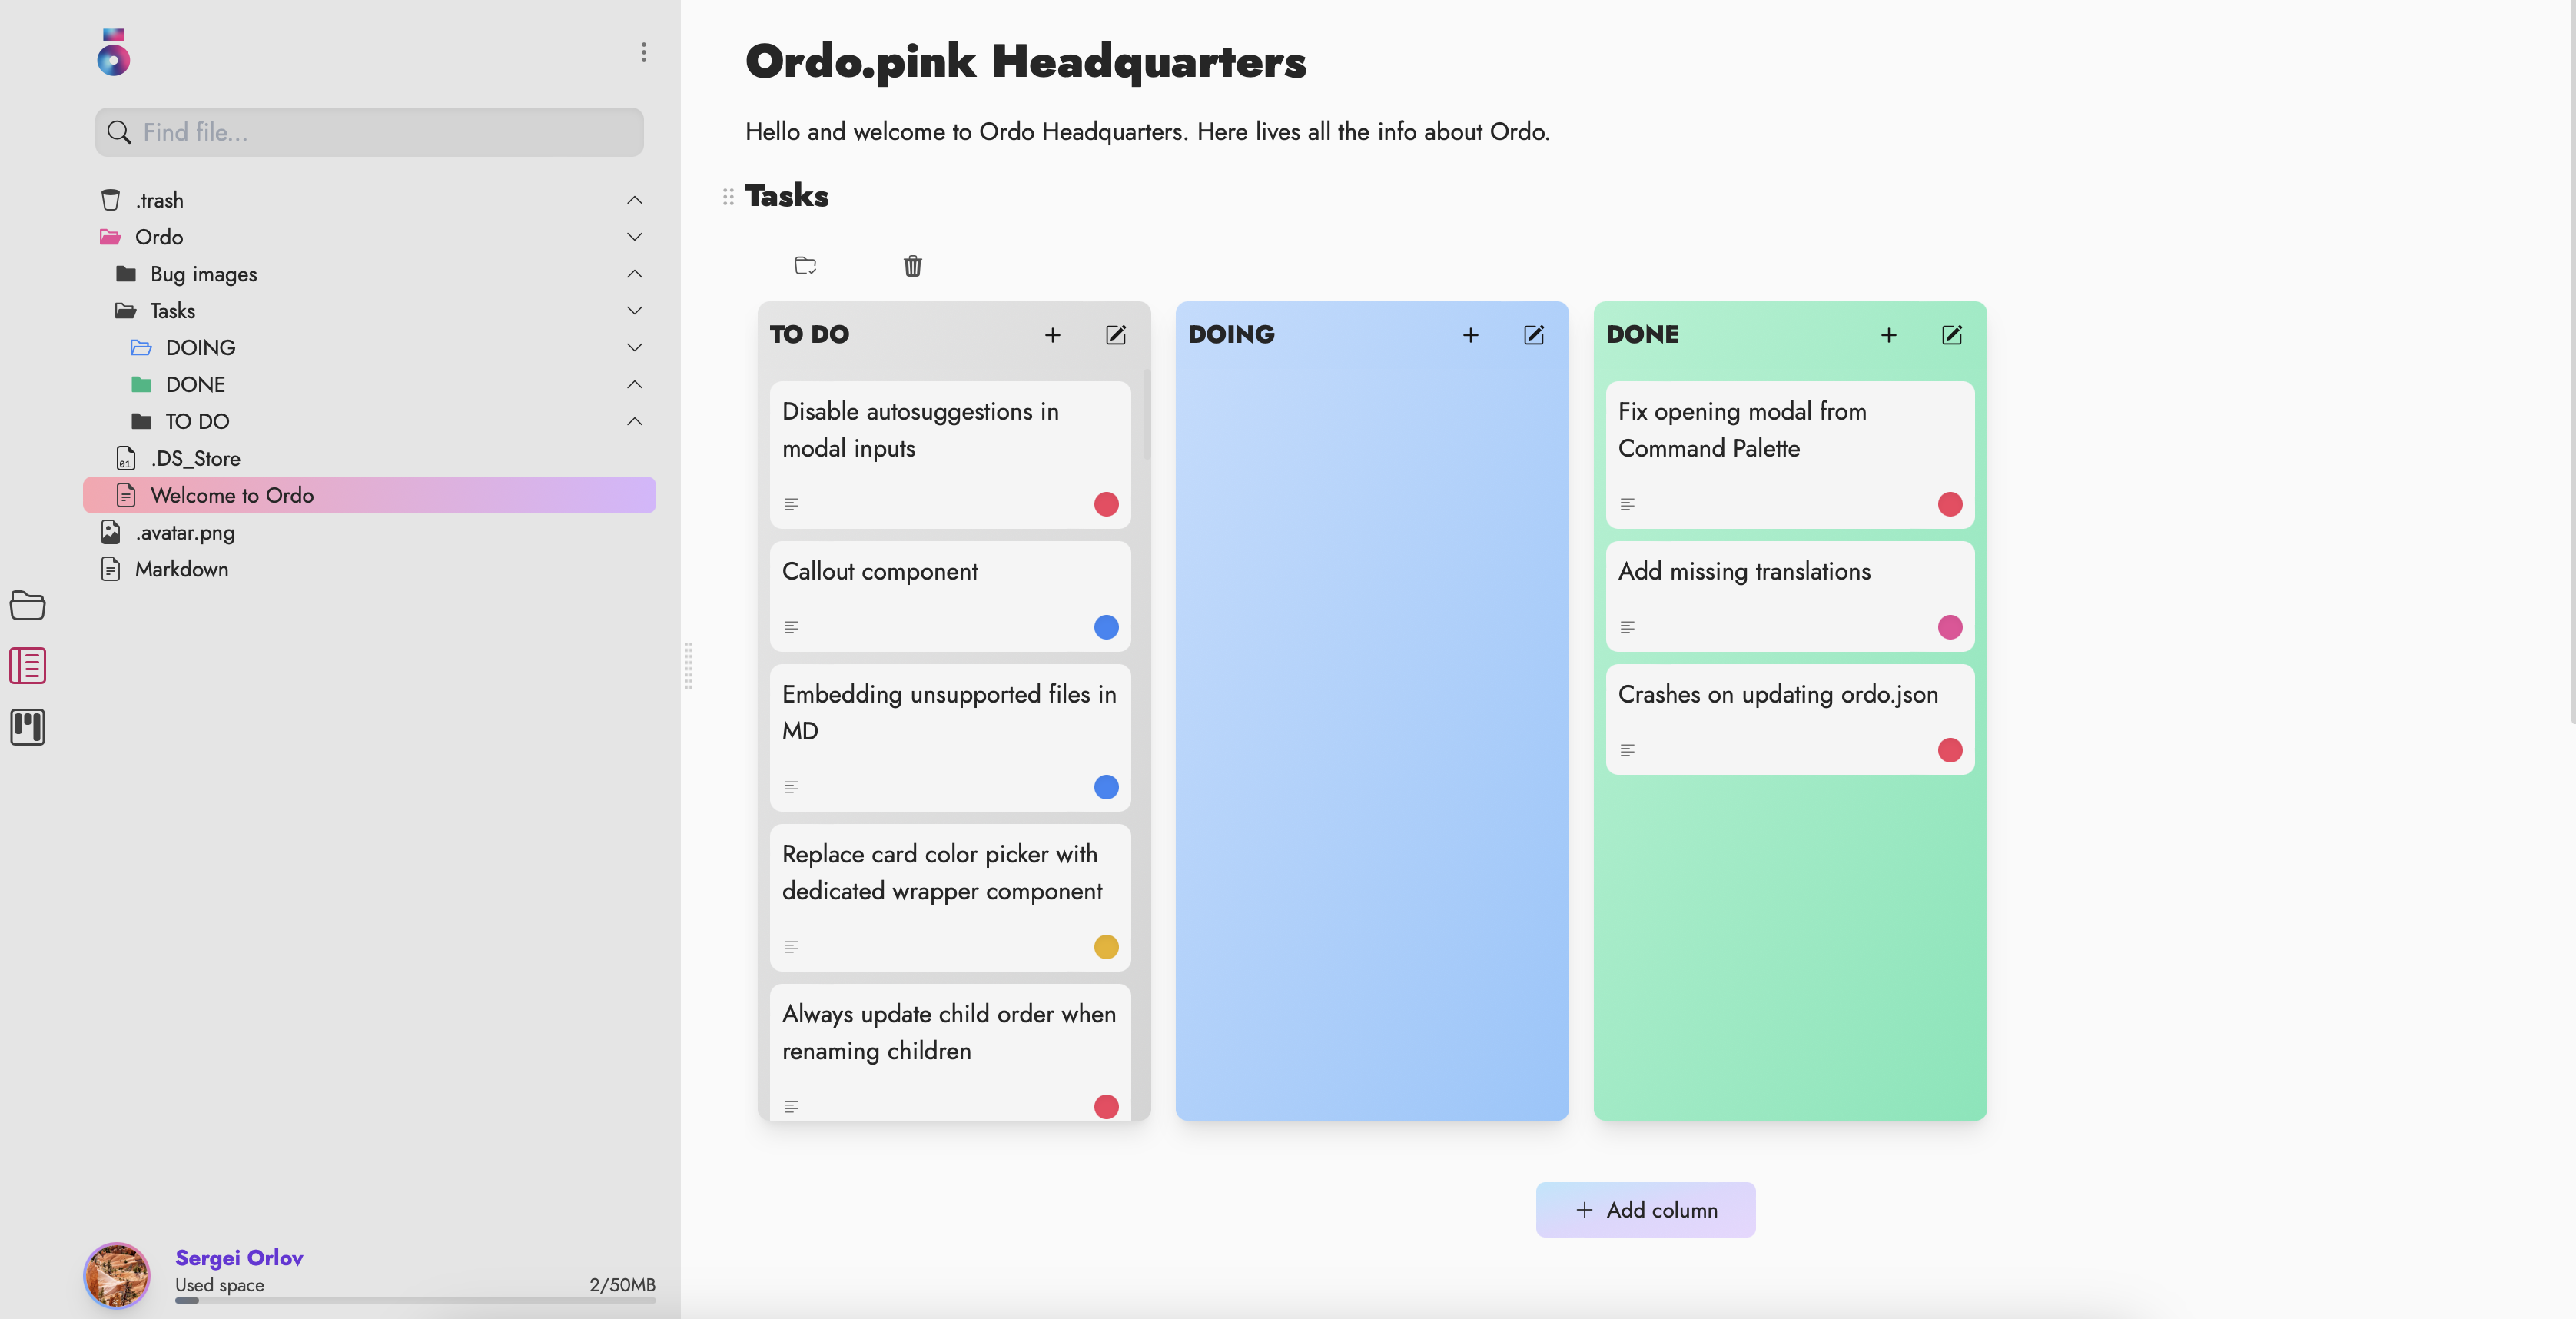 Find file...
.trash
Ordo
Bug images
Tasks
DOING
DONE
TO DO
.DS_Store
Welcome to Ordo
.avatar.png
Markdown
Sergei Orlov
Used space 2/50MB
Ordo.pink Headquarters
Hello and welcome to Ordo Headquarters. Here lives all the info about Ordo.
Tasks
TO DO
Disable autosuggestions in
modal inputs
Callout component
Embedding unsupported files in
MD
Replace card color picker with
dedicated wrapper component
Always update child order when
renaming children
DOING
DONE
Fix opening modal from
Command Palette
Add missing translations
Crashes on updating ordo.json
+ Add column